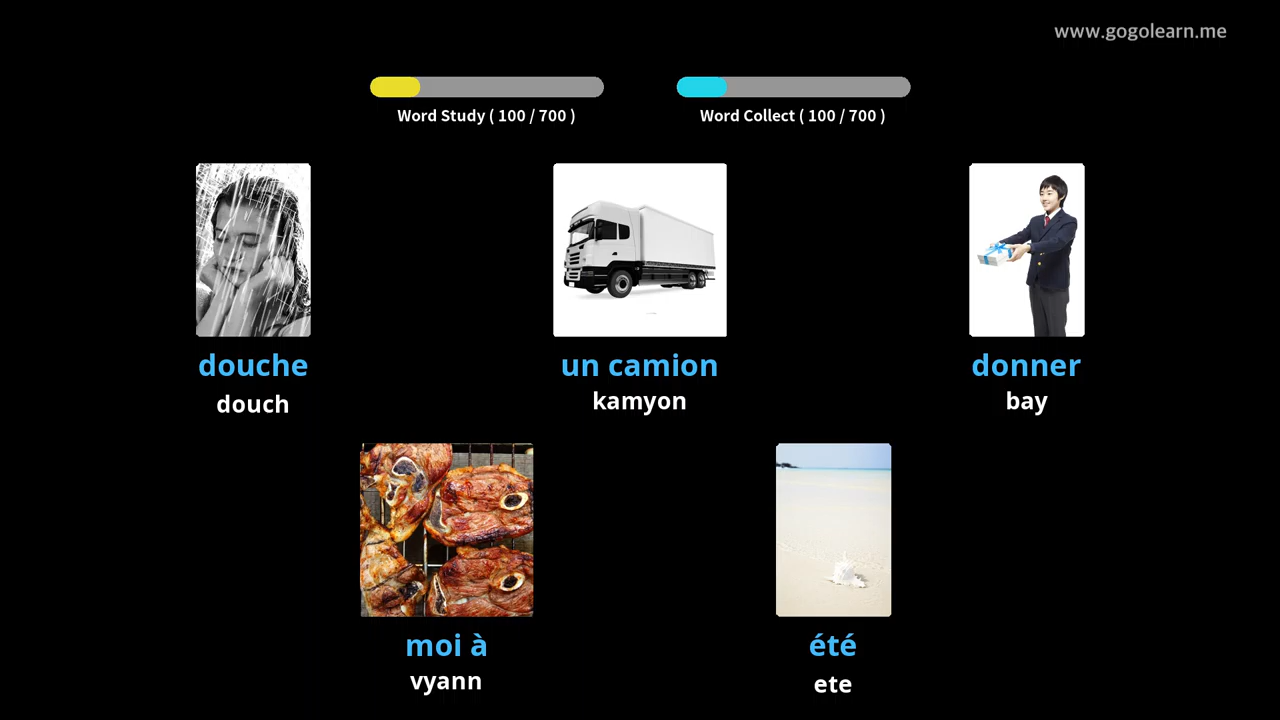 www.gogolearn.me
Word Study ( 100 / 700 )
Word Collect ( 100 / 700 )
douche
douch
un camion
kamyon
donner
bay
moi à
vyann
été
ete